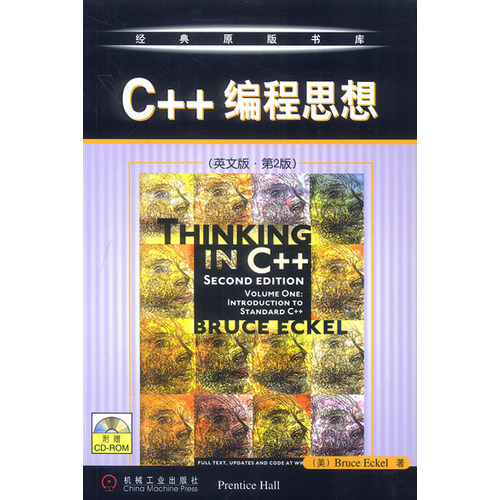 经典原版书库
C++ 编程思想
(英文版·第2版)
THINKING
IN C++
SECOND EDITION
VOLUME ONE:
INTRODUCTION TO
STANDARD C++
BRUCE ECKEL
附赠
CD-ROM
FULL TEXT, UPDATES AND CODE AT WW
(美) Bruce Eckel 著
机械工业出版社
China Machine Press
Prentice Hall